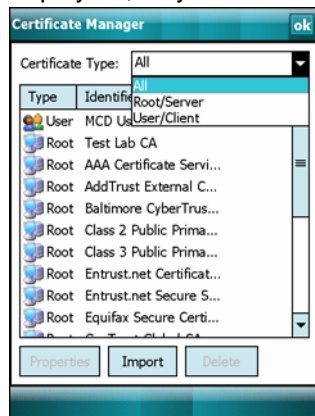 Certificate Manager ok
Certificate Type: All
All
Root/Server
User/Client
Type Identifie
User MCD Us
Root Test Lab CA
Root AAA Certificate Servi...
Root AddTrust External C...
Root Baltimore CyberTrus...
Root Class 2 Public Prima...
Root Class 3 Public Prima...
Root Entrust.net Certificat...
Root Entrust.net Secure S...
Root Equifax Secure Certi...
Properties Import Delete